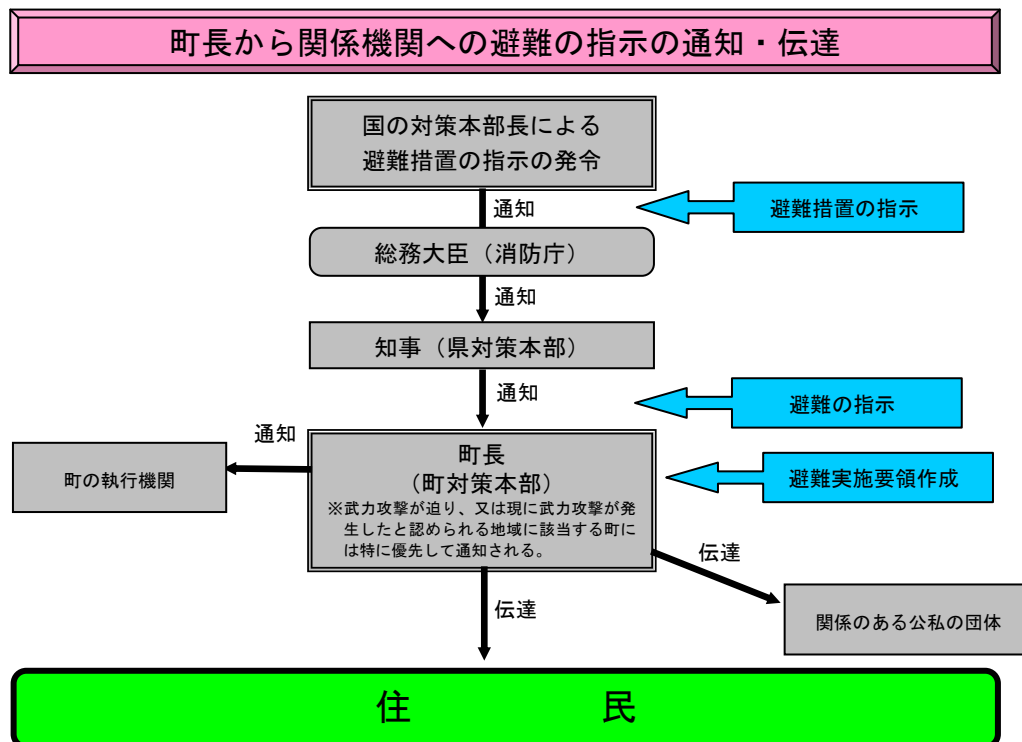 町長から関係機関への避難の指示の通知・伝達
国の対策本部長による
避難措置の指示の発令
通知
避難措置の指示
総務大臣（消防庁）
通知
知事（県対策本部）
通知
避難の指示
通知
町の執行機関
町長
（町対策本部）
※武力攻撃が迫り、又は現に武力攻撃が発
生したと認められる地域に該当する町に
は特に優先して通知される。
避難実施要領作成
伝達
関係のある公私の団体
伝達
住　　　民